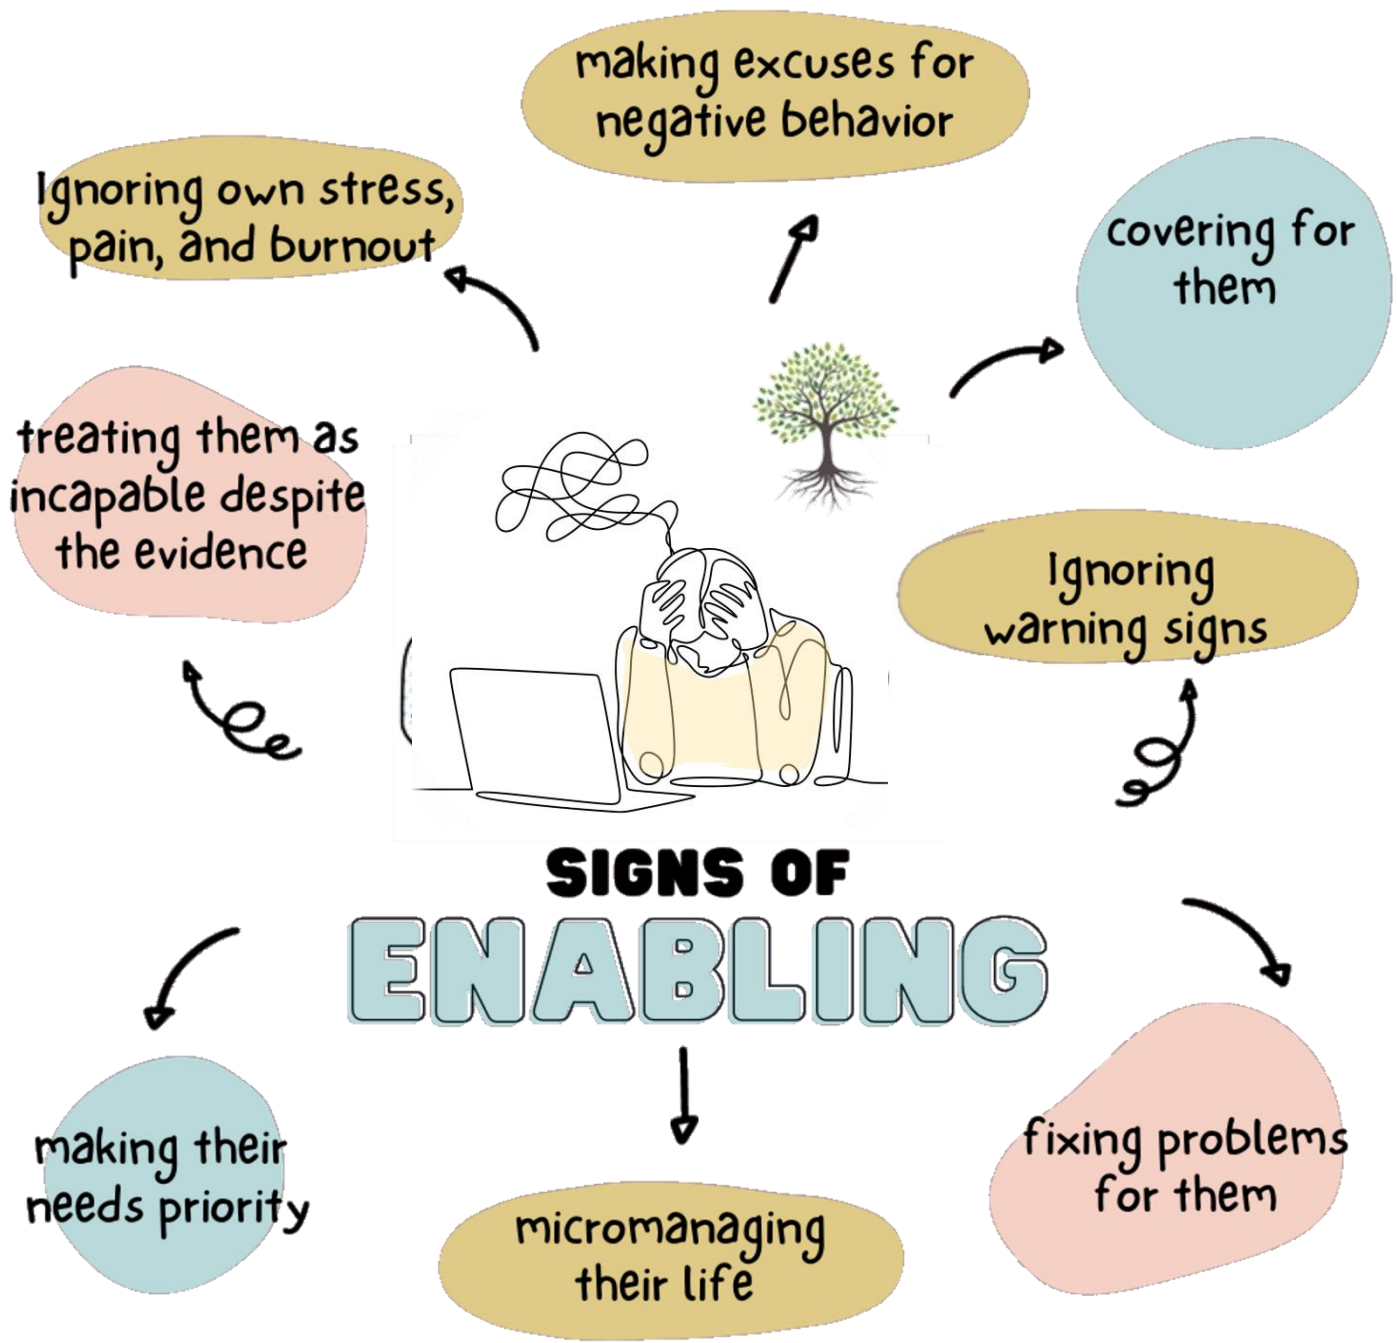 making excuses for
negative behavior
Ignoring own stress,
pain, and burnout
covering for
them
treating them as
incapable despite
the evidence
Ignoring
warning signs
SIGNS OF
ENABLING
making their
needs priority
fixing problems
for them
micromanaging
their life